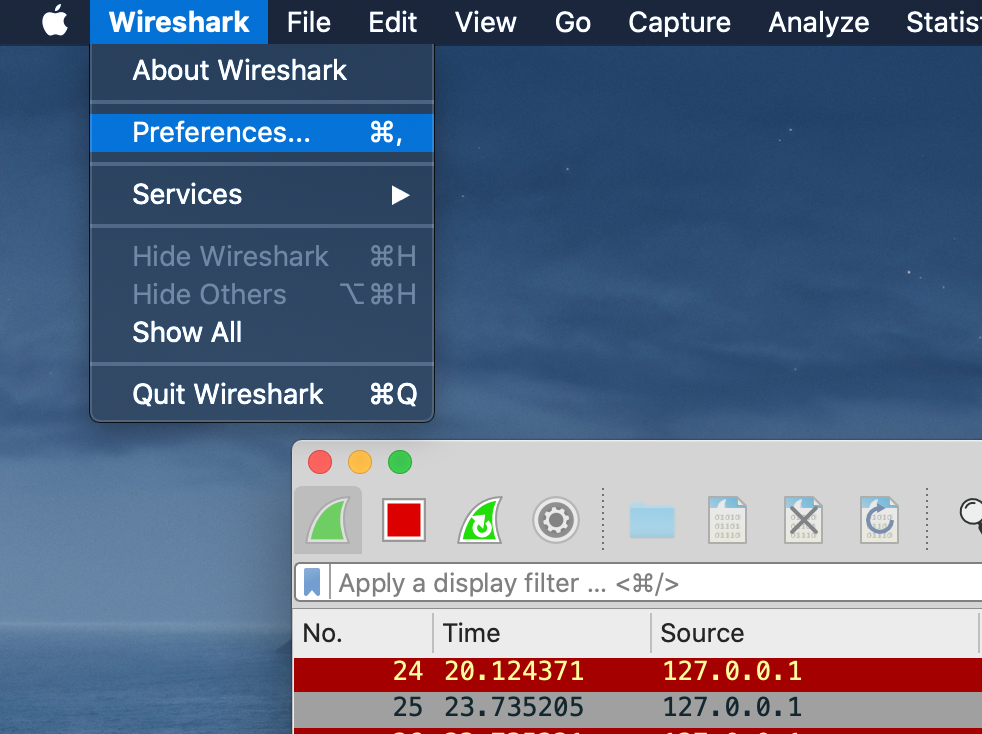 Wireshark File Edit View Go Capture Analyze Statis
About Wireshark
Preferences... ⌘,
Services ▶
Hide Wireshark ⌘H
Hide Others ⌥⌘H
Show All
Quit Wireshark ⌘Q
Apply a display filter ... <⌘/>
No. Time Source
24 20.124371 127.0.0.1
25 23.735205 127.0.0.1